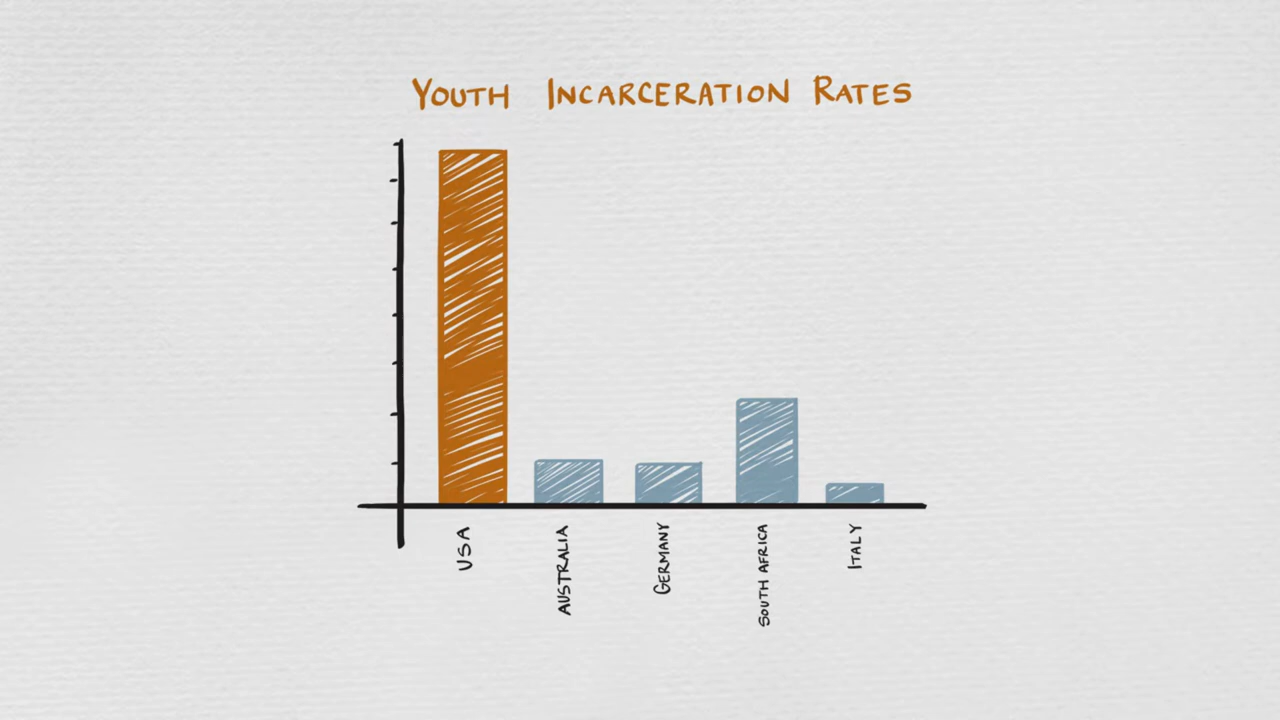 YOUTH INCARCERATION RATES
USA
AUSTRALIA
GERMANY
SOUTH AFRICA
ITALY